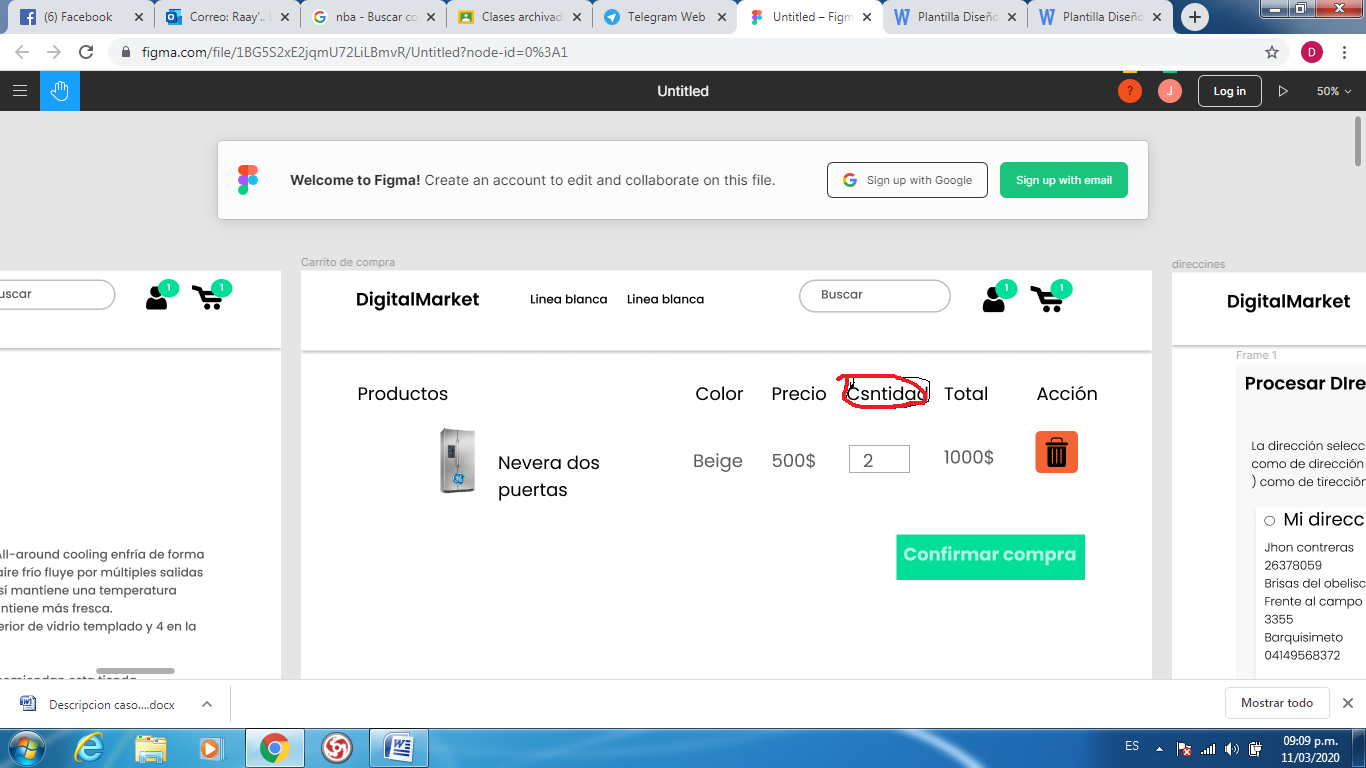 (6) Facebook
Correo: Raay'.. L
nba - Buscar co
Clases archivad
Telegram Web
Untitled – Figm
Plantilla Diseño
Plantilla Diseño
figma.com/file/1BG5S2xE2jqmU72LiLBmvR/Untitled?node-id=0%3A1
D
Untitled
?
J
Log in
50%
Welcome to Figma! Create an account to edit and collaborate on this file.
Sign up with Google
Sign up with email
Carrito de compra
direccines
uscar
1
1
DigitalMarket
Linea blanca
Linea blanca
Buscar
1
1
DigitalMarket
Frame 1
Productos
Color
Precio
Csntidad
Total
Acción
Procesar DIre
Nevera dos
puertas
Beige
500$
2
1000$
La dirección selecc
como de dirección
) como de tirección
Mi direcc
Confirmar compra
Jhon contreras
26378059
Brisas del obelisc
Frente al campo
3355
Barquisimeto
04149568372
All-around cooling enfría de forma
aire frío fluye por múltiples salidas
sí mantiene una temperatura
ntiene más fresca.
erior de vidrio templado y 4 en la
Descripcion caso....docx
Mostrar todo
ES
09:09 p.m.
11/03/2020